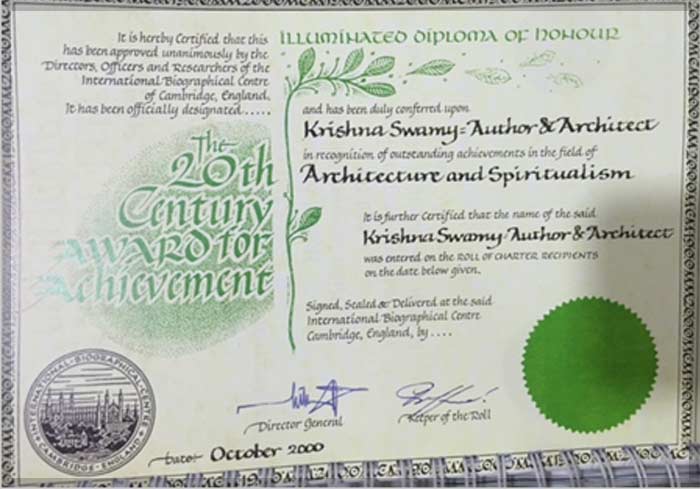 It is hereby Certified that this
has been approved unanimously by the
Directors, Officers and Researchers of the
International Biographical Centre
of Cambridge, England.
It has been officially designated.....
The
20th
Century
AWARD for
Achievement
ILLUMINATED DIPLOMA OF HONOUR
and has been duly conferred upon
Krishna Swamy=Author & Architect
in recognition of outstanding achievements in the field of
Architecture and Spiritualism
It is further Certified that the name of the said
Krishna Swamy-Author & Architect
was entered on the ROLL OF CHARTER RECIPIENTS
on the date below given.
Signed, Sealed & Delivered at the said
International Biographical Centre
Cambridge, England, by ....
Director General
Keeper of the Roll
Date: October 2000
INTERNATIONAL BIOGRAPHICAL CENTRE
CAMBRIDGE ENGLAND